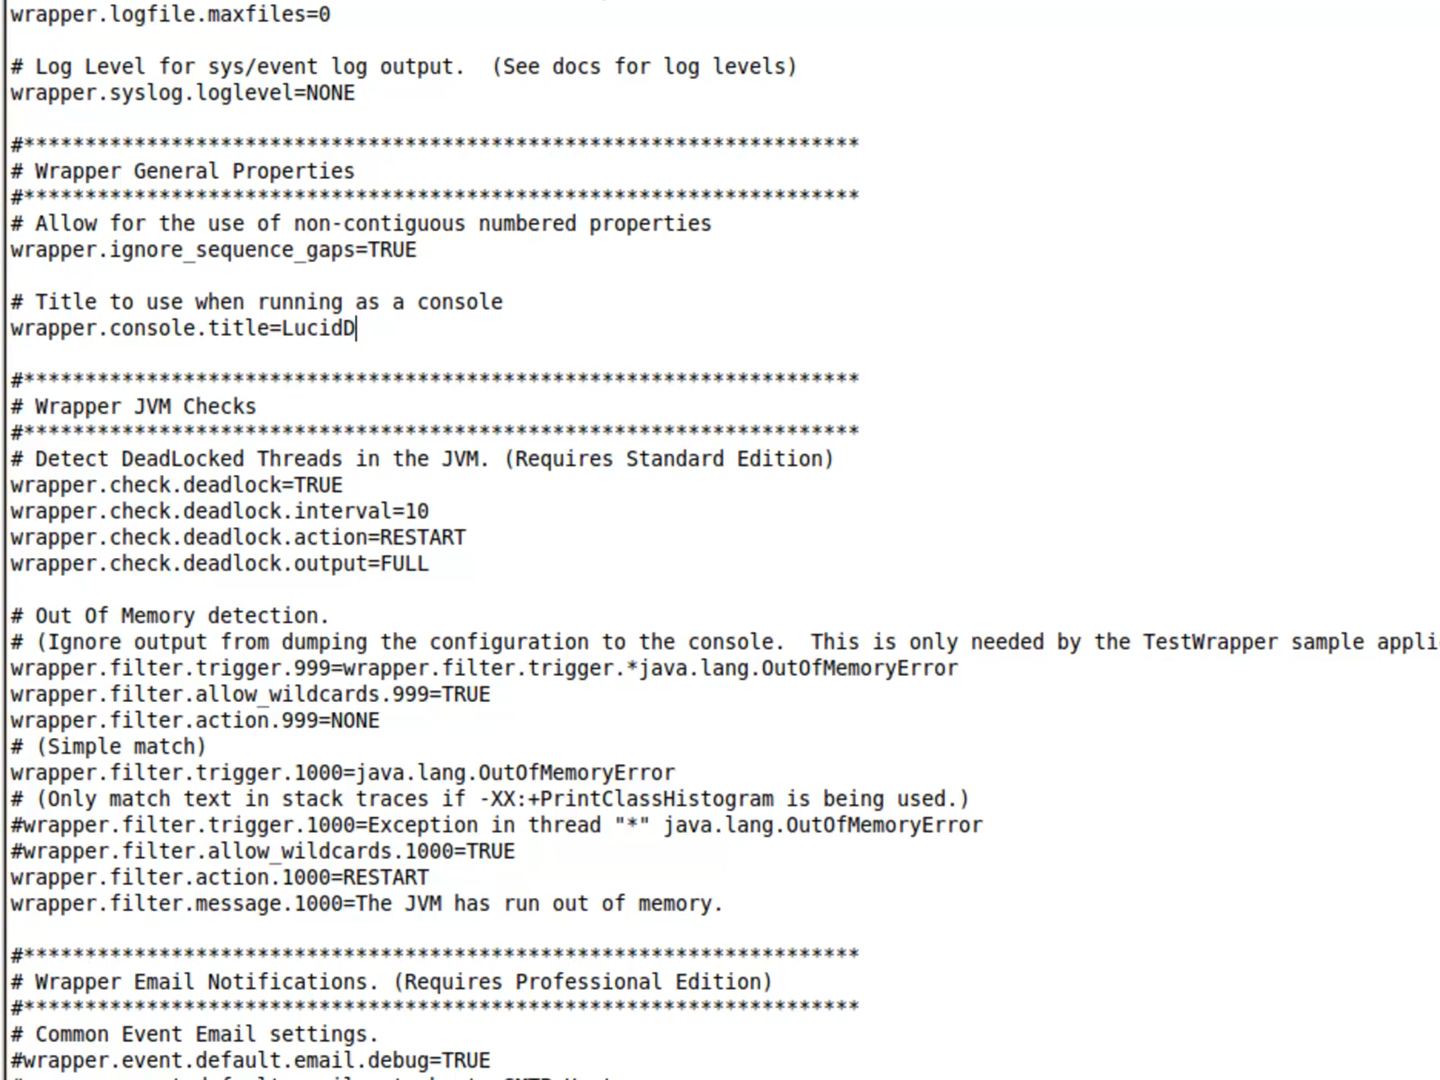 wrapper.logfile.maxfiles=0
# Log Level for sys/event log output.  (See docs for log levels)
wrapper.syslog.loglevel=NONE
#********************************************************************
# Wrapper General Properties
#********************************************************************
# Allow for the use of non-contiguous numbered properties
wrapper.ignore_sequence_gaps=TRUE
# Title to use when running as a console
wrapper.console.title=LucidD
#********************************************************************
# Wrapper JVM Checks
#********************************************************************
# Detect DeadLocked Threads in the JVM. (Requires Standard Edition)
wrapper.check.deadlock=TRUE
wrapper.check.deadlock.interval=10
wrapper.check.deadlock.action=RESTART
wrapper.check.deadlock.output=FULL
# Out Of Memory detection.
# (Ignore output from dumping the configuration to the console.  This is only needed by the TestWrapper sample appli
wrapper.filter.trigger.999=wrapper.filter.trigger.*java.lang.OutOfMemoryError
wrapper.filter.allow_wildcards.999=TRUE
wrapper.filter.action.999=NONE
# (Simple match)
wrapper.filter.trigger.1000=java.lang.OutOfMemoryError
# (Only match text in stack traces if -XX:+PrintClassHistogram is being used.)
#wrapper.filter.trigger.1000=Exception in thread "*" java.lang.OutOfMemoryError
#wrapper.filter.allow_wildcards.1000=TRUE
wrapper.filter.action.1000=RESTART
wrapper.filter.message.1000=The JVM has run out of memory.
#********************************************************************
# Wrapper Email Notifications. (Requires Professional Edition)
#********************************************************************
# Common Event Email settings.
#wrapper.event.default.email.debug=TRUE